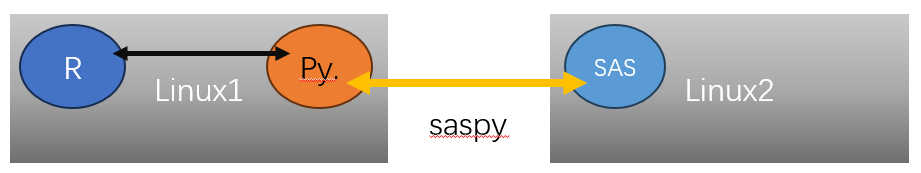 R
Py.
SAS
Linux1
Linux2
saspy